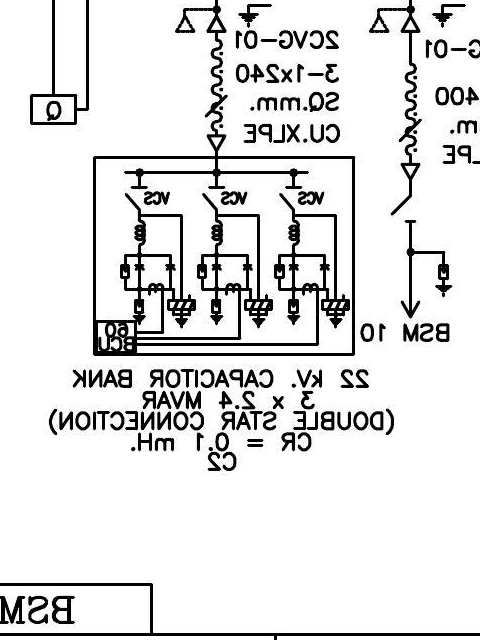 2CVG-01
G-01
3-1x240
400
SQ.mm.
m.
CU.XLPE
LPE
Q
VCS
VCS
VCS
60
BCU
BSM 10
22 kV. CAPACITOR BANK
3 x 2.4 MVAR
(DOUBLE STAR CONNECTION)
CR = 0.1 mH.
C2
BSM